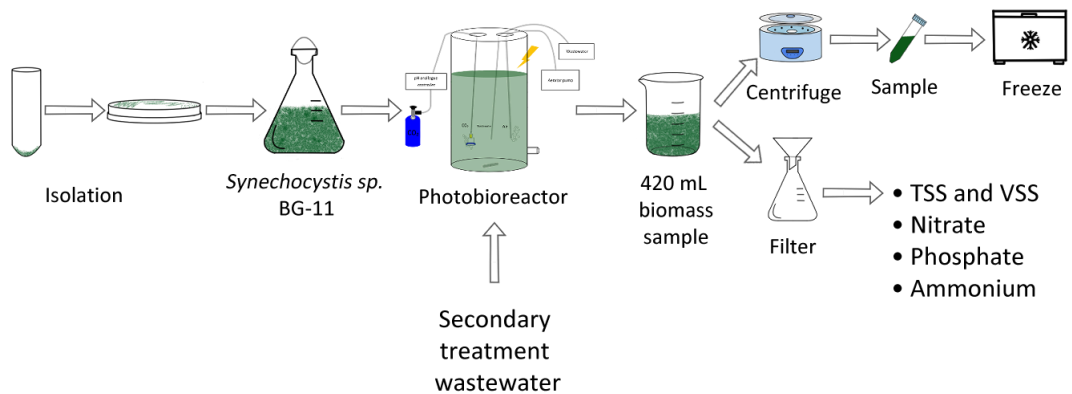 Isolation
Synechocystis sp.
BG-11
Photobioreactor
Wastewater
Secondary
treatment
wastewater
420 mL
biomass
sample
Centrifuge
Sample
Freeze
Filter
• TSS and VSS
• Nitrate
• Phosphate
• Ammonium